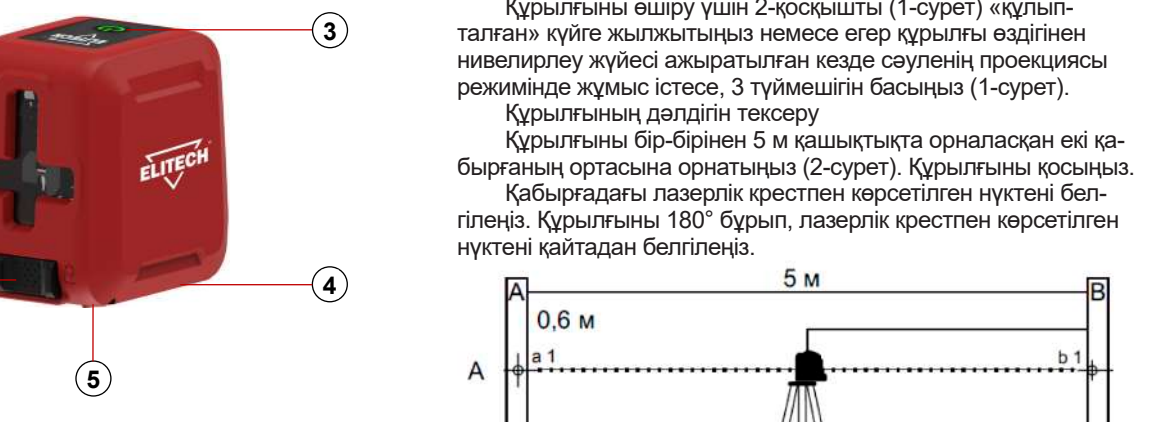 Құрылғыны өшіру үшін 2-қосқышты (1-сурет) «құлып-
талған» күйге жылжытыңыз немесе егер құрылғы өздігінен
нивелирлеу жүйесі ажыратылған кезде сәуленің проекциясы
режимінде жұмыс істесе, 3 түймешігін басыңыз (1-сурет).
Құрылғының дәлдігін тексеру
Құрылғыны бір-бірінен 5 м қашықтықта орналасқан екі қа-
бырғаның ортасына орнатыңыз (2-сурет). Құрылғыны қосыңыз.
Қабырғадағы лазерлік крестпен көрсетілген нүктені бел-
гілеңіз. Құрылғыны 180° бұрып, лазерлік крестпен көрсетілген
нүктені қайтадан белгілеңіз.
3
ELITECH
4
5
A 5 м B
0,6 м
A a 1 b 1